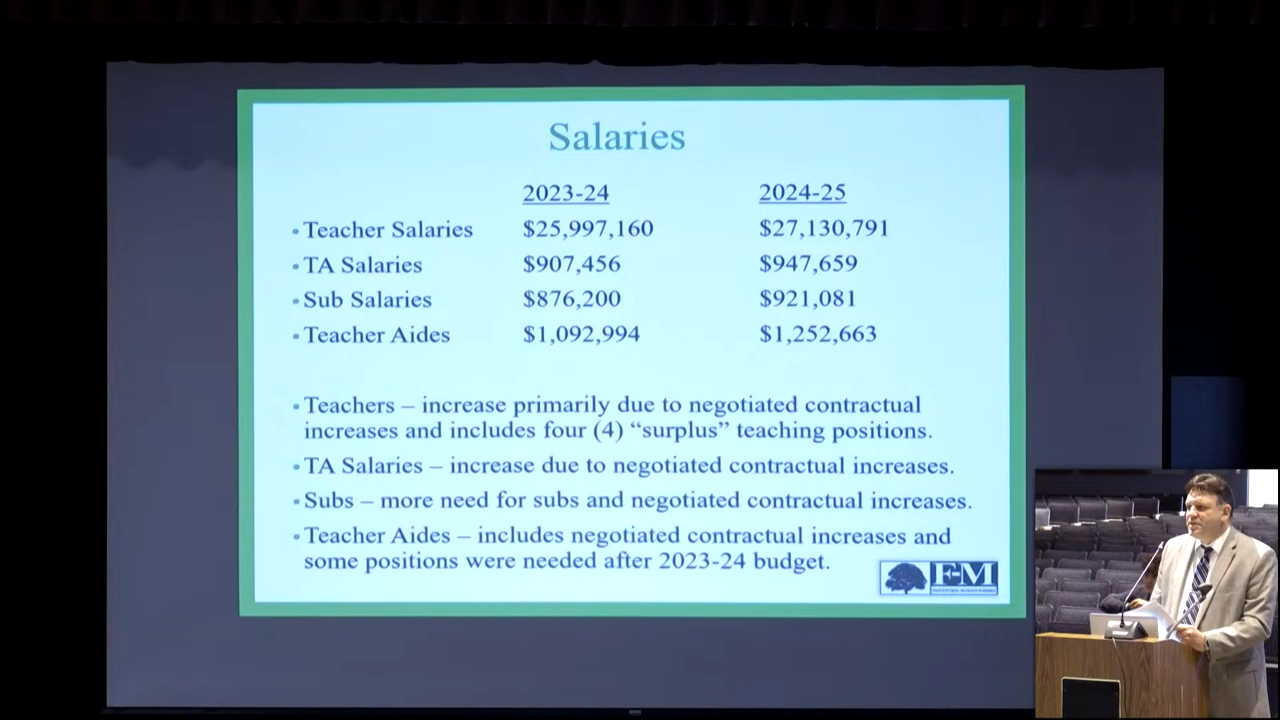 Salaries
2023-24 2024-25
• Teacher Salaries $25,997,160 $27,130,791
• TA Salaries $907,456 $947,659
• Sub Salaries $876,200 $921,081
• Teacher Aides $1,092,994 $1,252,663
• Teachers – increase primarily due to negotiated contractual
increases and includes four (4) “surplus” teaching positions.
• TA Salaries – increase due to negotiated contractual increases.
• Subs – more need for subs and negotiated contractual increases.
• Teacher Aides – includes negotiated contractual increases and
some positions were needed after 2023-24 budget.
F-M